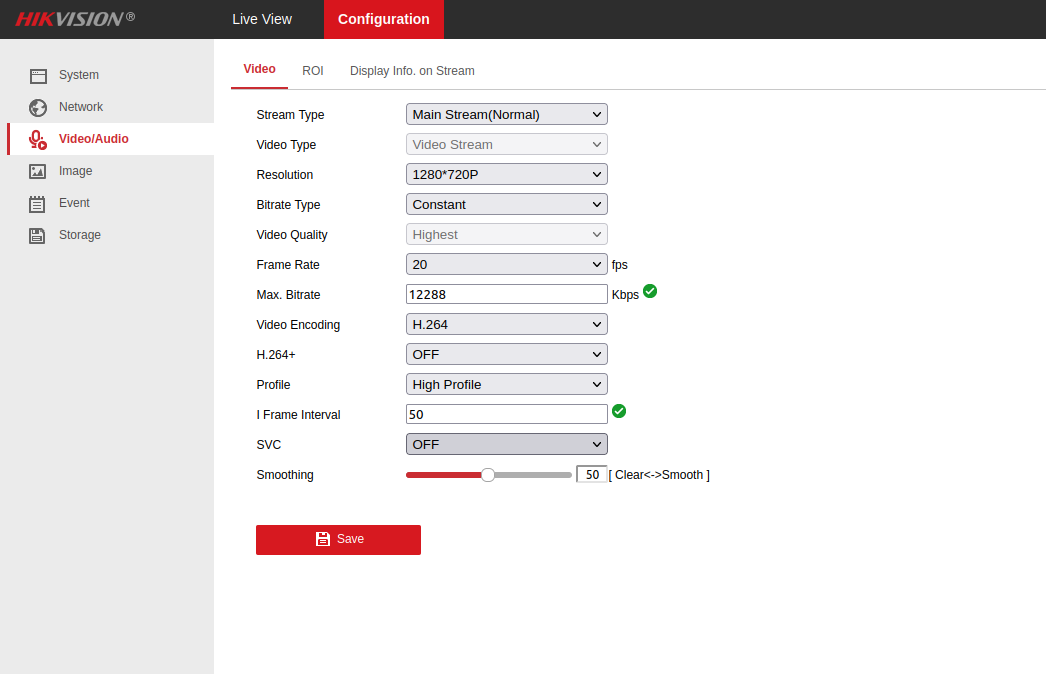 HIKVISION®
Live View
Configuration
System
Network
Video/Audio
Image
Event
Storage
Video
ROI
Display Info. on Stream
Stream Type Main Stream(Normal)
Video Type Video Stream
Resolution 1280*720P
Bitrate Type Constant
Video Quality Highest
Frame Rate 20 fps
Max. Bitrate 12288 Kbps
Video Encoding H.264
H.264+ OFF
Profile High Profile
I Frame Interval 50
SVC OFF
Smoothing 50 [ Clear<->Smooth ]
Save